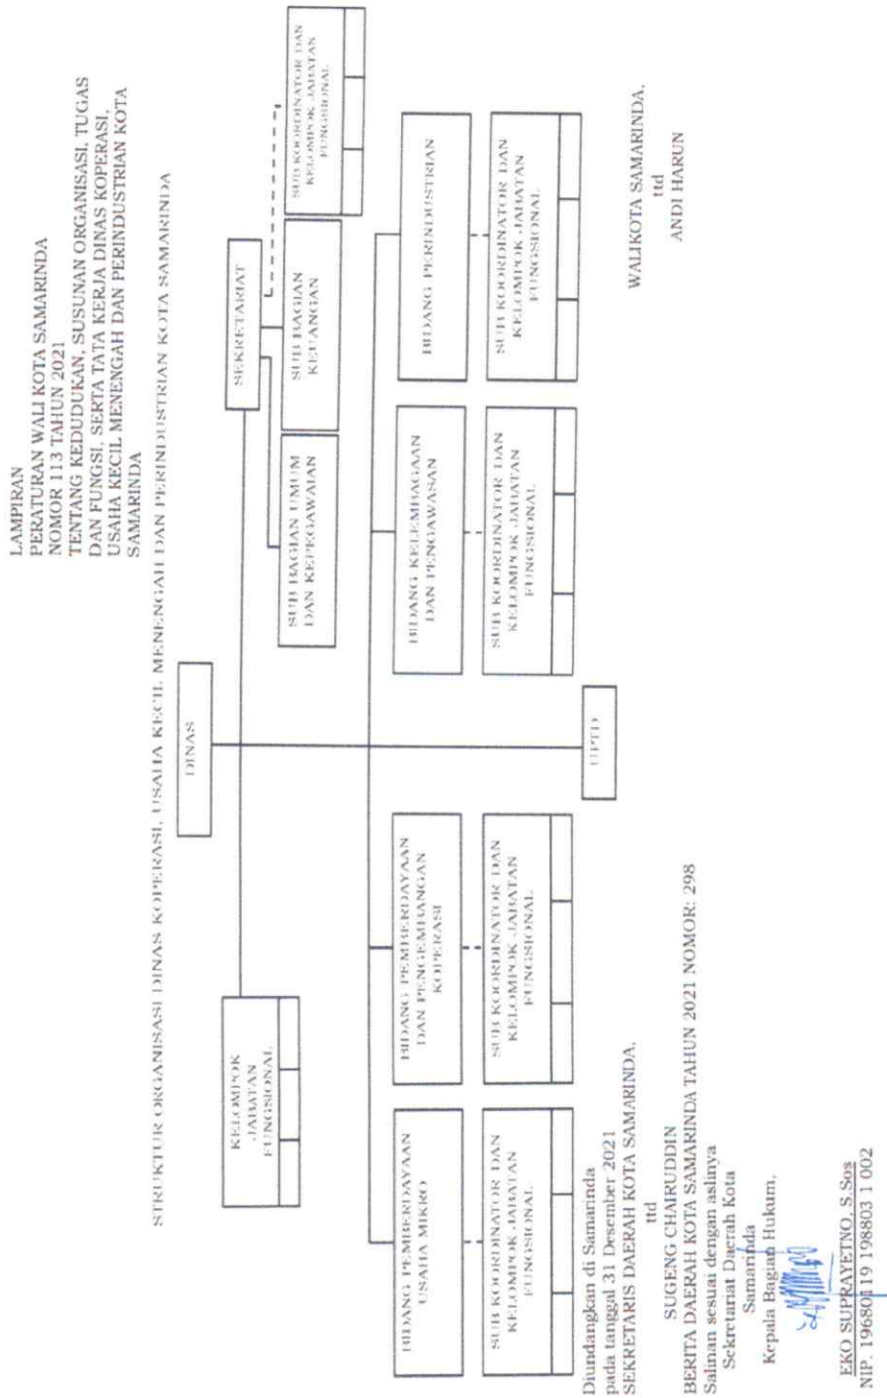 LAMPIRAN
PERATURAN WALI KOTA SAMARINDA
NOMOR 113 TAHUN 2021
TENTANG KEDUDUKAN, SUSUNAN ORGANISASI, TUGAS
DAN FUNGSI, SERTA TATA KERJA DINAS KOPERASI,
USAHA KECIL MENENGAH DAN PERINDUSTRIAN KOTA
SAMARINDA
STRUKTUR ORGANISASI DINAS KOPERASI, USAHA KECIL MENENGAH DAN PERINDUSTRIAN KOTA SAMARINDA
DINAS
KELOMPOK
JABATAN
FUNGSIONAL
SEKRETARIAT
SUB BAGIAN UMUM
DAN KEPEGAWAIAN
SUB BAGIAN
KEUANGAN
SUB KOORDINATOR DAN
KELOMPOK JABATAN
FUNGSIONAL
BIDANG PEMBERDAYAAN
USAHA MIKRO
BIDANG PEMBERDAYAAN
DAN PENGEMBANGAN
KOPERASI
BIDANG KELEMBAGAAN
DAN PENGAWASAN
BIDANG PERINDUSTRIAN
SUB KOORDINATOR DAN
KELOMPOK JABATAN
FUNGSIONAL
SUB KOORDINATOR DAN
KELOMPOK JABATAN
FUNGSIONAL
SUB KOORDINATOR DAN
KELOMPOK JABATAN
FUNGSIONAL
SUB KOORDINATOR DAN
KELOMPOK JABATAN
FUNGSIONAL
UPTD
Diundangkan di Samarinda
pada tanggal 31 Desember 2021
SEKRETARIS DAERAH KOTA SAMARINDA,
ttd
SUGENG CHAIRUDDIN
BERITA DAERAH KOTA SAMARINDA TAHUN 2021 NOMOR: 298
Salinan sesuai dengan aslinya
Sekretariat Daerah Kota
Samarinda
Kepala Bagian Hukum,
EKO SUPRAYETNO, S.Sos
NIP. 19680119 198803 1 002
WALIKOTA SAMARINDA,
ttd
ANDI HARUN